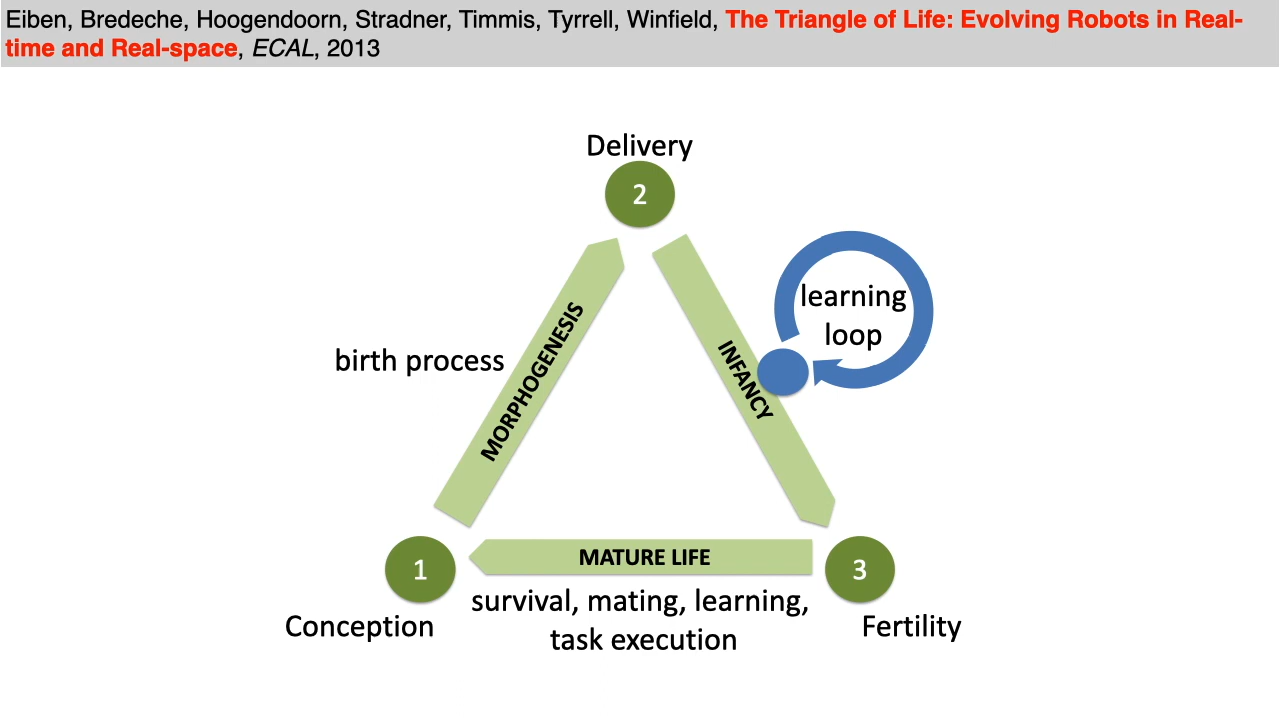 Eiben, Bredeche, Hoogendoorn, Stradner, Timmis, Tyrrell, Winfield, The Triangle of Life: Evolving Robots in Real-
time and Real-space, ECAL, 2013
Delivery
2
learning
loop
birth process
MORPHOGENESIS
INFANCY
1
MATURE LIFE
3
survival, mating, learning,
task execution
Conception
Fertility